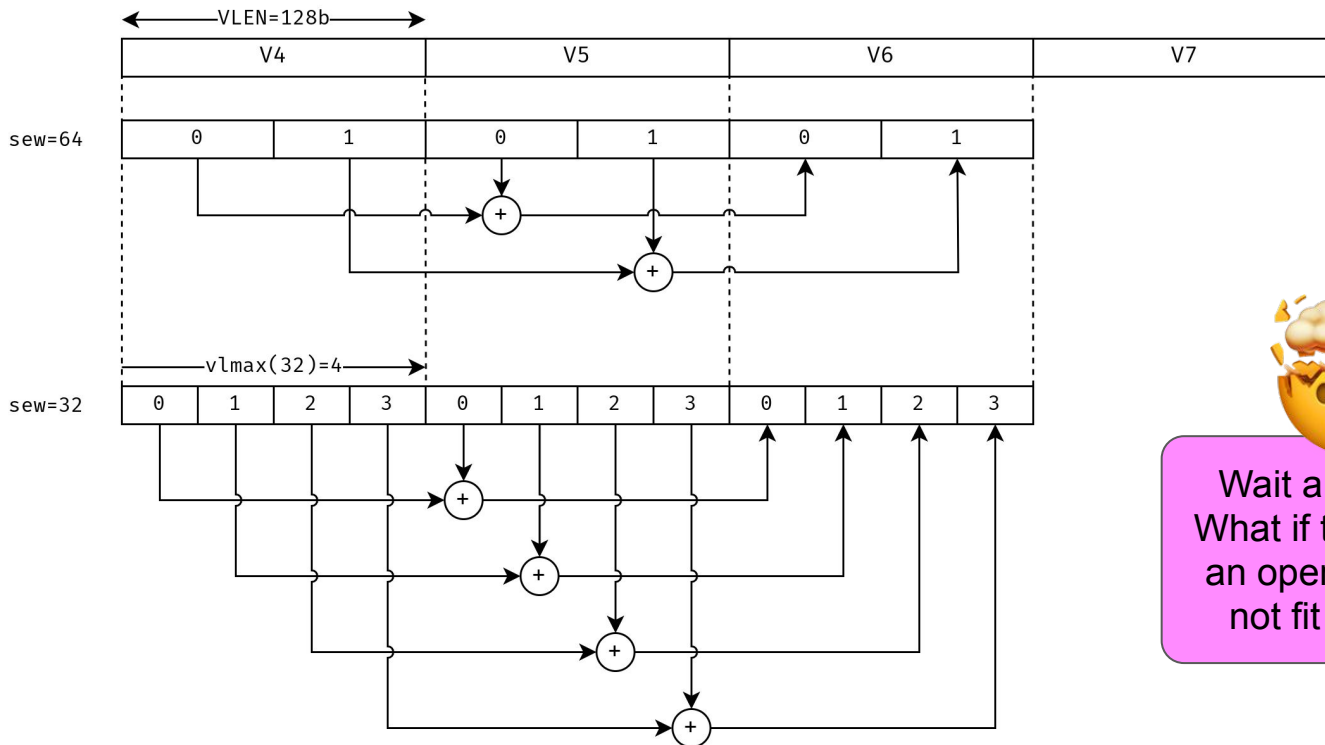 VLEN=128b
V4 V5 V6 V7
sew=64 0 1 0 1 0 1
+
+
vlmax(32)=4
sew=32 0 1 2 3 0 1 2 3 0 1 2 3
+
+
+
+
Wait a
What if t
an oper
not fit